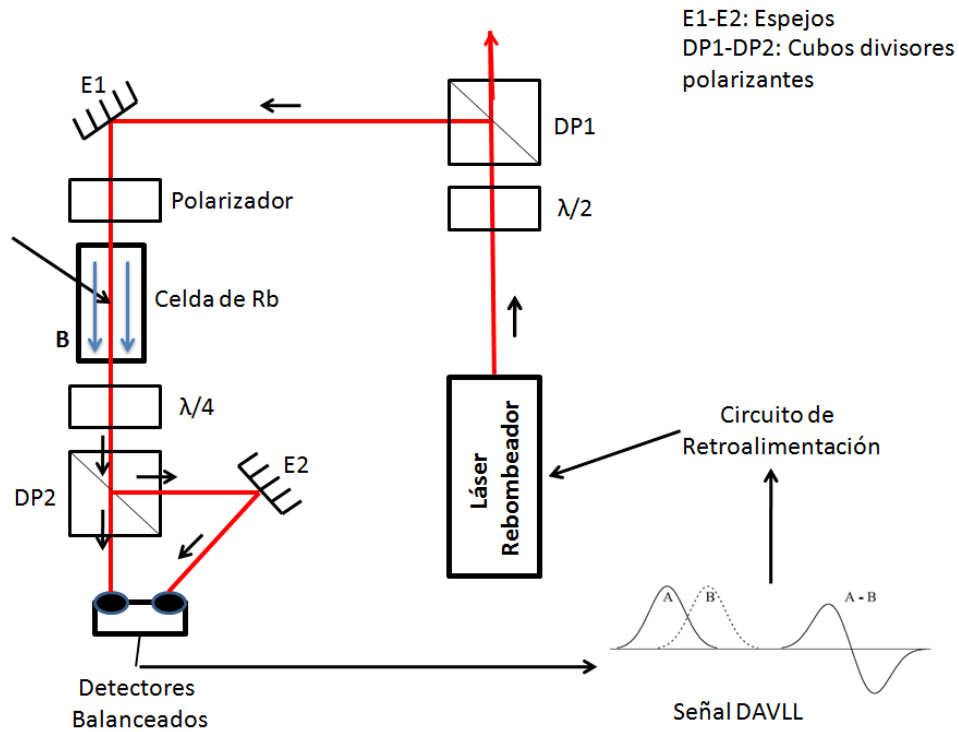 E1-E2: Espejos
DP1-DP2: Cubos divisores
polarizantes
E1
DP1
Polarizador
λ/2
Celda de Rb
B
λ/4
Circuito de
Retroalimentación
E2
DP2
Láser
Rebombeador
A
B
A - B
Detectores
Balanceados
Señal DAVLL